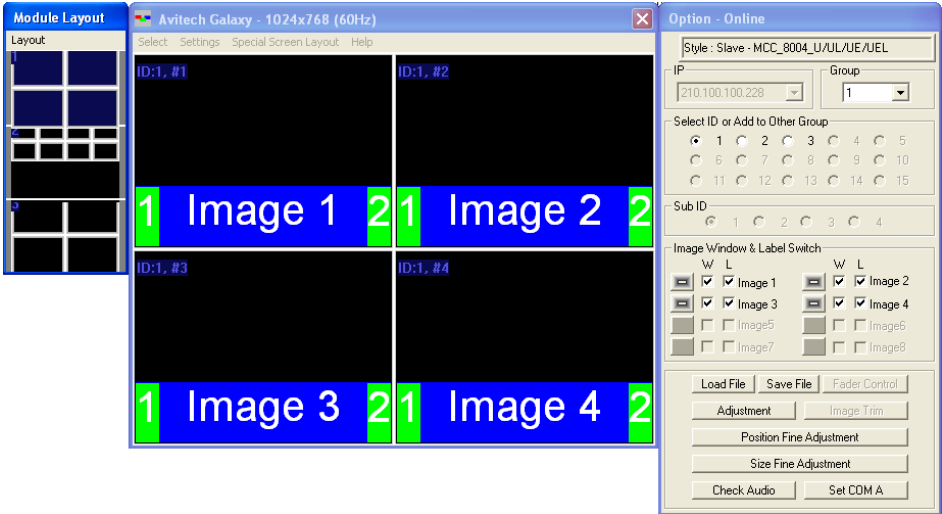 Module Layout
Layout
1
2
3
Avitech Galaxy - 1024x768 (60Hz)
Select Settings Special Screen Layout Help
ID:1, #1
1 Image 1 2
ID:1, #2
1 Image 2 2
ID:1, #3
1 Image 3 2
ID:1, #4
1 Image 4 2
Option - Online
Style : Slave - MCC_8004_U/UL/UE/UEL
IP
210.100.100.228
Group
1
Select ID or Add to Other Group
1 2 3 4 5
6 7 8 9 10
11 12 13 14 15
Sub ID
1 2 3 4
Image Window & Label Switch
W L W L
Image 1 Image 2
Image 3 Image 4
Image5 Image6
Image7 Image8
Load File Save File Fader Control
Adjustment Image Trim
Position Fine Adjustment
Size Fine Adjustment
Check Audio Set COM A